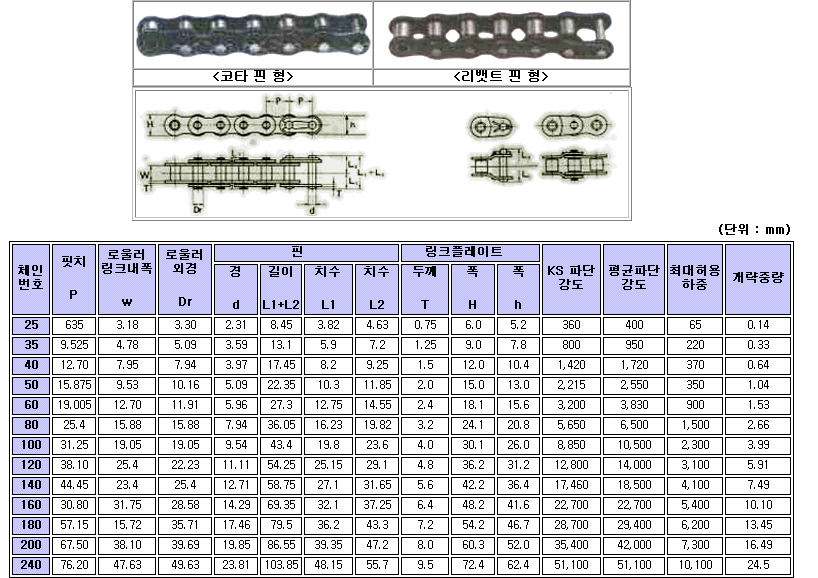 <코타 핀 형> <리뱃트 핀 형>
P P
H h
W T L₁ L₂ L₁+L₂ T
Dr d
L₂ L₁
(단위 : mm)
체인번호 핏치 P 로울러 링크내폭 w 로울러 외경 Dr 핀 링크플레이트 KS 파단강도 평균파단강도 최대허용하중 개략중량
경 d 길이 L1+L2 치수 L1 치수 L2 두께 T 폭 H 폭 h
25 635 3.18 3.30 2.31 8.45 3.82 4.63 0.75 6.0 5.2 360 400 65 0.14
35 9.525 4.78 5.09 3.59 13.1 5.9 7.2 1.25 9.0 7.8 800 950 220 0.33
40 12.70 7.95 7.94 3.97 17.45 8.2 9.25 1.5 12.0 10.4 1,420 1,720 370 0.64
50 15.875 9.53 10.16 5.09 22.35 10.3 11.85 2.0 15.0 13.0 2,215 2,550 350 1.04
60 19.005 12.70 11.91 5.96 27.3 12.75 14.55 2.4 18.1 15.6 3,200 3,830 900 1.53
80 25.4 15.88 15.88 7.94 36.05 16.23 19.82 3.2 24.1 20.8 5,650 6,500 1,500 2.66
100 31.25 19.05 19.05 9.54 43.4 19.8 23.6 4.0 30.1 26.0 8,850 10,500 2,300 3.99
120 38.10 25.4 22.23 11.11 54.25 25.15 29.1 4.8 36.2 31.2 12,800 14,000 3,100 5.91
140 44.45 23.4 25.4 12.71 58.75 27.1 31.65 5.6 42.2 36.4 17,460 18,500 4,100 7.49
160 30.80 31.75 28.58 14.29 69.35 32.1 37.25 6.4 48.2 41.6 22,700 22,700 5,400 10.10
180 57.15 15.72 35.71 17.46 79.5 36.2 43.3 7.2 54.2 46.7 28,700 29,400 6,200 13.45
200 67.50 38.10 39.69 19.85 86.55 39.35 47.2 8.0 60.3 52.0 35,400 42,000 7,300 16.49
240 76.20 47.63 49.63 23.81 103.85 48.15 55.7 9.5 72.4 62.4 51,100 51,100 10,100 24.5